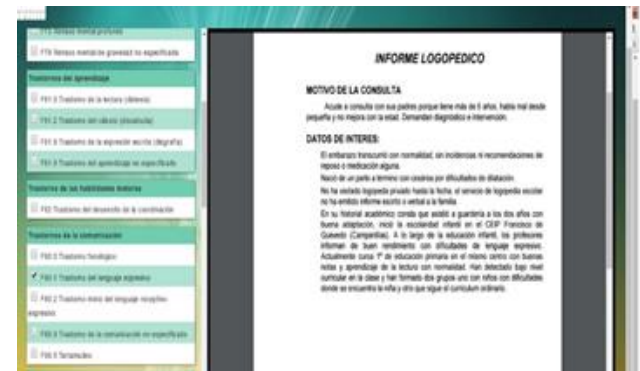 F73 Retraso mental profundo
F79 Retraso mental de gravedad no especificada
Trastornos del aprendizaje
F81.0 Trastorno de la lectura (dislexia)
F81.2 Trastorno del cálculo (discalculia)
F81.8 Trastorno de la expresión escrita (disgrafía)
F81.9 Trastorno del aprendizaje no especificado
Trastorno de las habilidades motoras
F82 Trastorno del desarrollo de la coordinación
Trastornos de la comunicación
F80.0 Trastorno fonológico
F80.1 Trastorno del lenguaje expresivo
F80.2 Trastorno mixto del lenguaje receptivo-
expresivo
F80.9 Trastorno de la comunicación no especificado
F98.5 Tartamudeo
INFORME LOGOPEDICO
MOTIVO DE LA CONSULTA
Acude a consulta con sus padres porque tiene más de 5 años, habla mal desde
pequeña y no mejora con la edad. Demandan diagnóstico e intervención.
DATOS DE INTERES:
El embarazo transcurrió con normalidad, sin incidencias ni recomendaciones de
reposo o medicación alguna.
Nació de un parto a término con cesárea por dificultades de dilatación.
No ha visitado logopeda privado hasta la fecha, el servicio de logopedia escolar
no ha emitido informe escrito o verbal a la familia.
En su historial académico consta que asistió a guardería a los dos años con
buena adaptación, inició la escolaridad infantil en el CEIP Francisco de
Quevedo (Campanillas). A lo largo de la educación infantil, los profesores
informan de buen rendimiento con dificultades de lenguaje expresivo.
Actualmente cursa 1º de educación primaria en el mismo centro con buenas
notas y aprendizaje de la lectura con normalidad. Han detectado bajo nivel
curricular en la clase y han formado dos grupos uno con niños con dificultades
donde se encuentra la niña y otro que sigue el currículum ordinario.